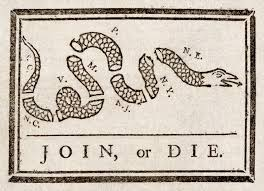 P.
N.E.
M.
V.
N.Y.
N.J.
N.C.
JOIN, or DIE.